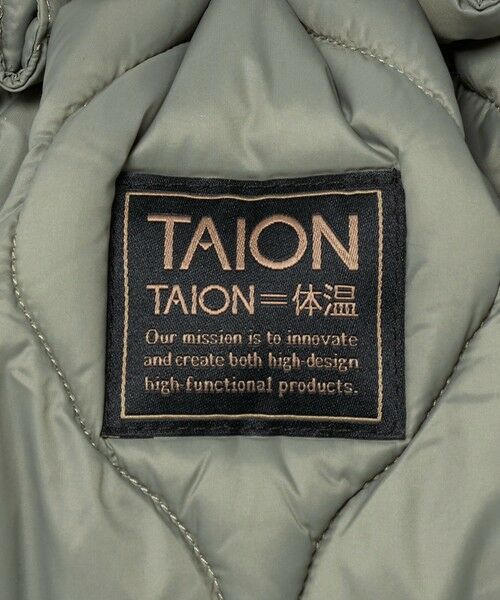 TAION
TAION=体温
Our mission is to innovate
and create both high-design
high-functional products.